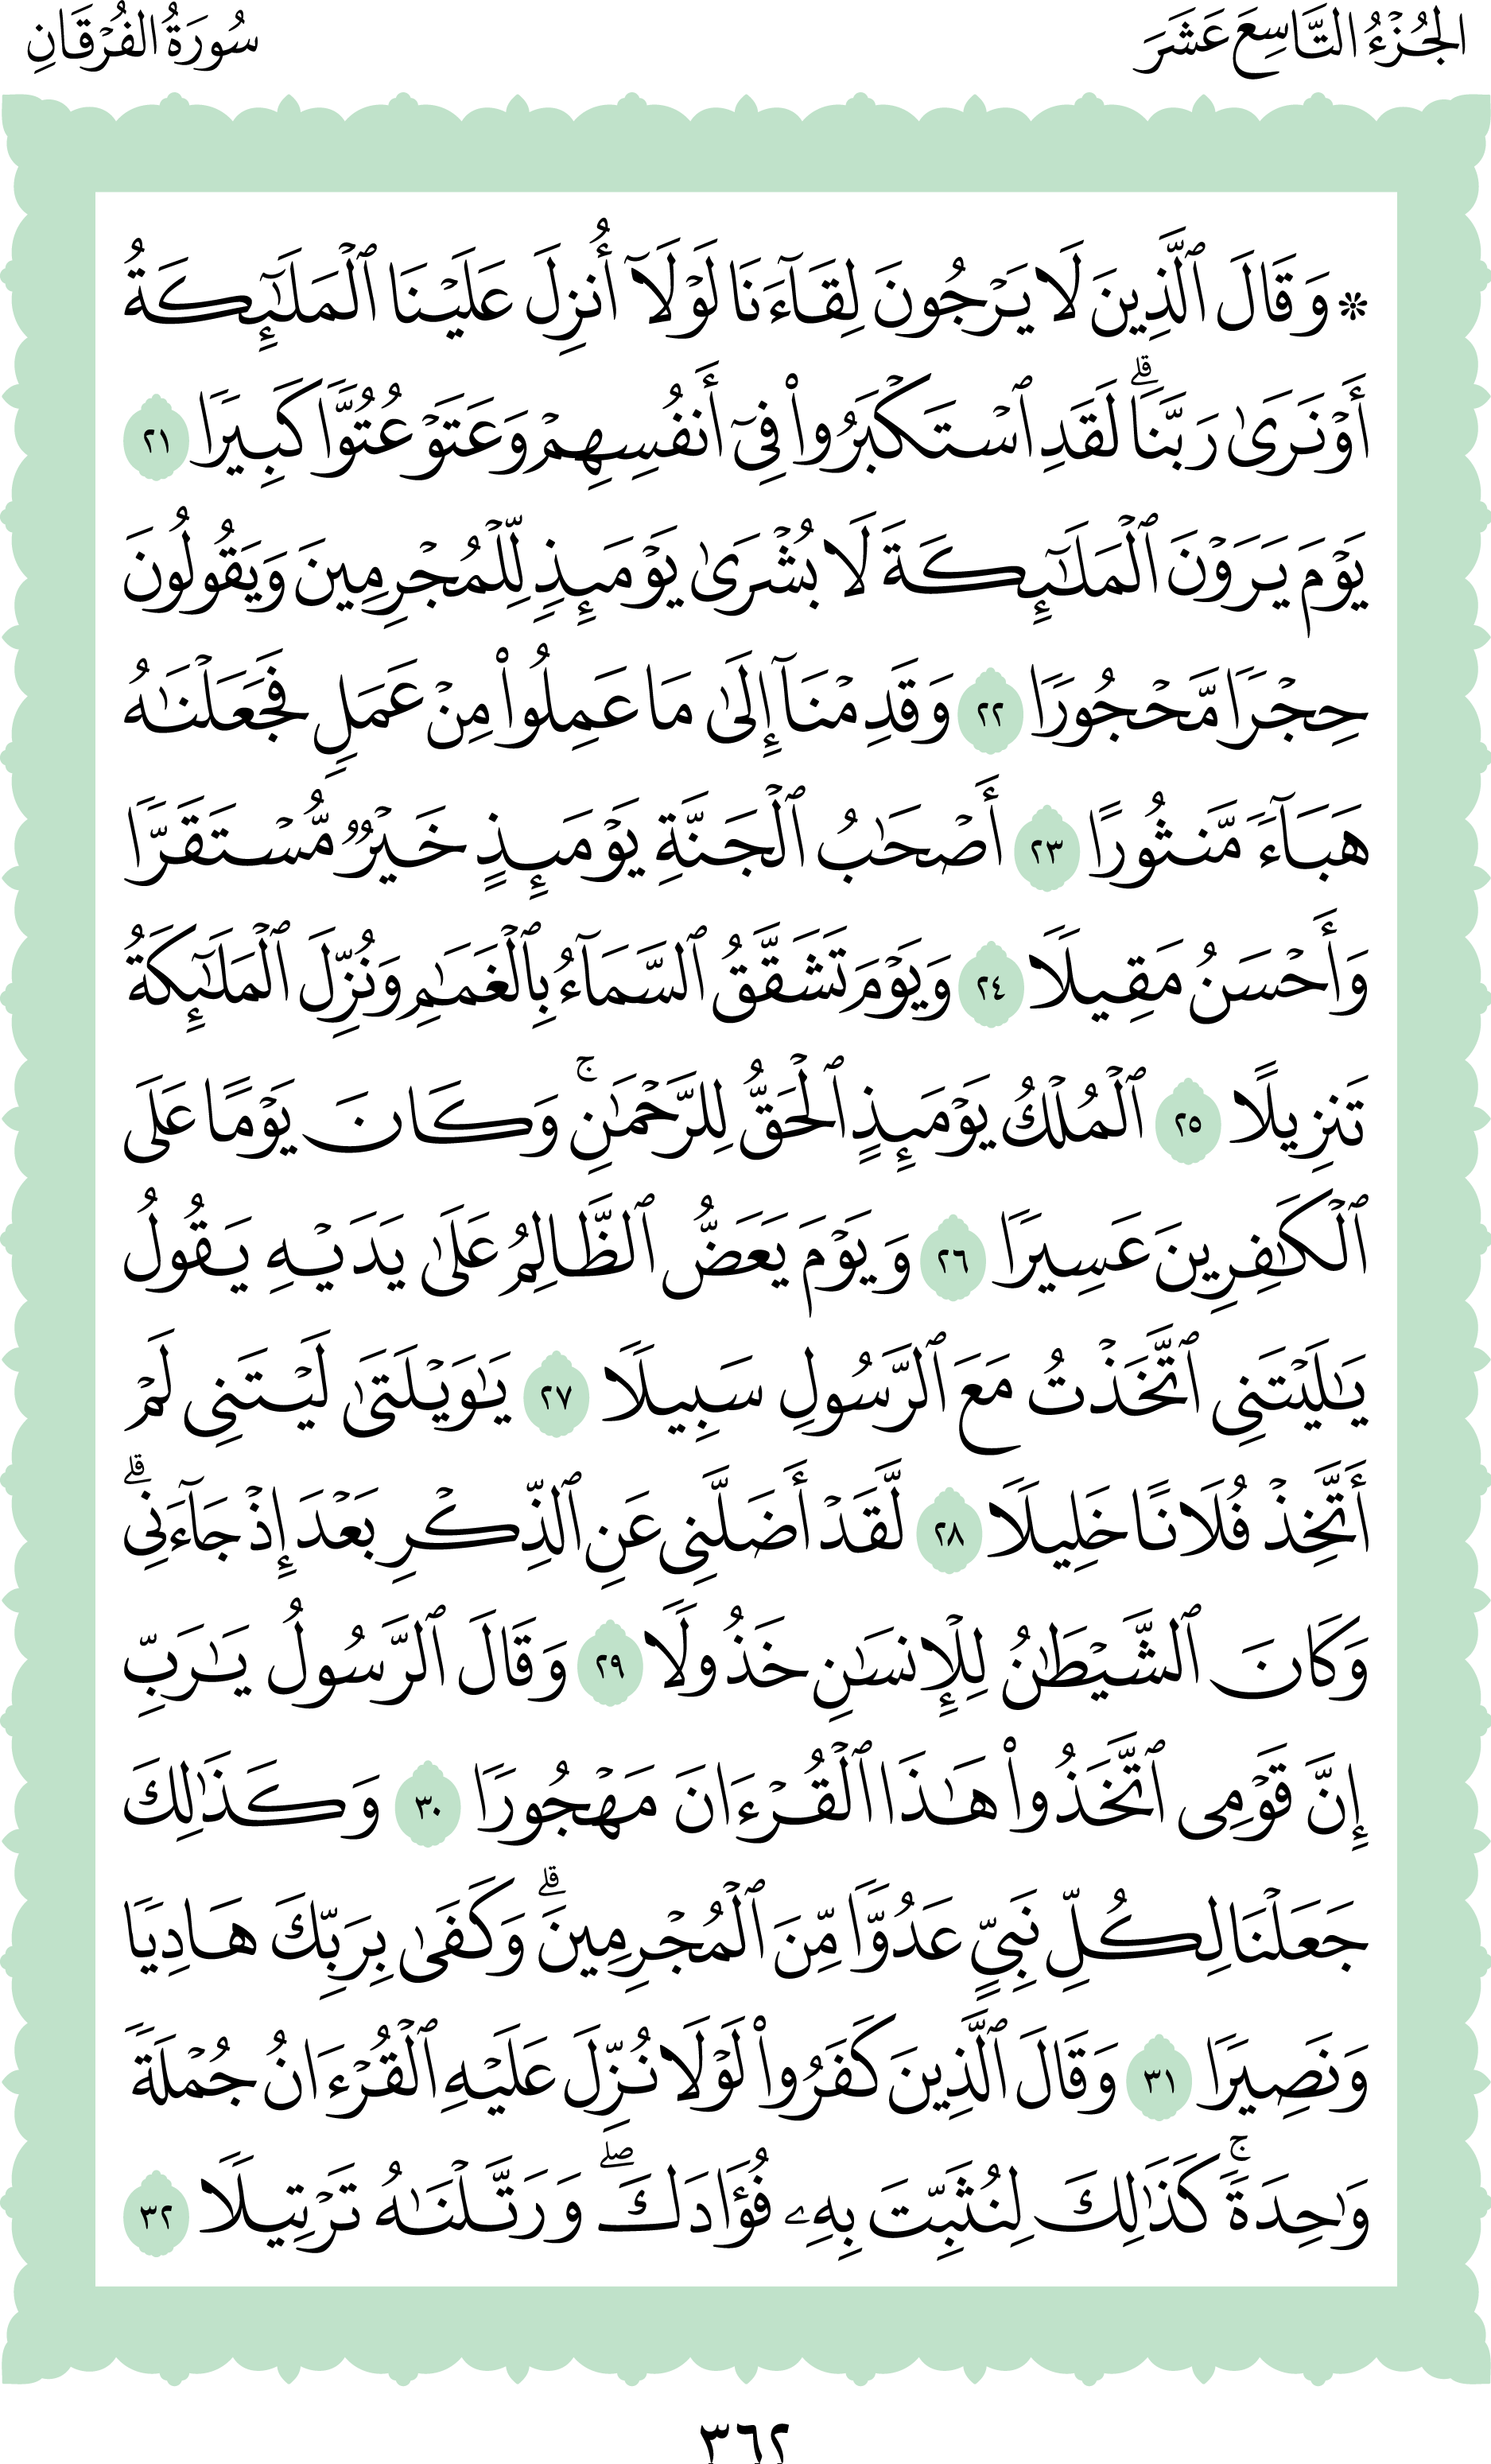 الجُزْءُ التَّاسِعَ عَشَرَ
سُورَةُ الفُرْقَانِ
* وَقَالَ ٱلَّذِينَ لَا يَرۡجُونَ لِقَآءَنَا لَوۡلَآ أُنزِلَ عَلَيۡنَا ٱلۡمَلَٰٓئِكَةُ
أَوۡ نَرَىٰ رَبَّنَاۗ لَقَدِ ٱسۡتَكۡبَرُواْ فِيٓ أَنفُسِهِمۡ وَعَتَوۡ عُتُوّٗا كَبِيرٗا ٢١
يَوۡمَ يَرَوۡنَ ٱلۡمَلَٰٓئِكَةَ لَا بُشۡرَىٰ يَوۡمَئِذٖ لِّلۡمُجۡرِمِينَ وَيَقُولُونَ
حِجۡرٗا مَّحۡجُورٗا ٢٢ وَقَدِمۡنَآ إِلَىٰ مَا عَمِلُواْ مِنۡ عَمَلٖ فَجَعَلۡنَٰهُ
هَبَآءٗ مَّنثُورًا ٢٣ أَصۡحَٰبُ ٱلۡجَنَّةِ يَوۡمَئِذٍ خَيۡرٞ مُّسۡتَقَرّٗا
وَأَحۡسَنُ مَقِيلٗا ٢٤ وَيَوۡمَ تَشَقَّقُ ٱلسَّمَآءُ بِٱلۡغَمَٰمِ وَنُزِّلَ ٱلۡمَلَٰٓئِكَةُ
تَنزِيلًا ٢٥ ٱلۡمُلۡكُ يَوۡمَئِذٍ ٱلۡحَقُّ لِلرَّحۡمَٰنِۚ وَكَانَ يَوۡمًا عَلَى
ٱلۡكَٰفِرِينَ عَسِيرٗا ٢٦ وَيَوۡمَ يَعَضُّ ٱلظَّالِمُ عَلَىٰ يَدَيۡهِ يَقُولُ
يَٰلَيۡتَنِي ٱتَّخَذۡتُ مَعَ ٱلرَّسُولِ سَبِيلٗا ٢٧ يَٰوَيۡلَتَىٰ لَيۡتَنِي لَمۡ
أَتَّخِذۡ فُلَانًا خَلِيلٗا ٢٨ لَّقَدۡ أَضَلَّنِي عَنِ ٱلذِّكۡرِ بَعۡدَ إِذۡ جَآءَنِيۗ
وَكَانَ ٱلشَّيۡطَٰنُ لِلۡإِنسَٰنِ خَذُولٗا ٢٩ وَقَالَ ٱلرَّسُولُ يَٰرَبِّ
إِنَّ قَوۡمِي ٱتَّخَذُواْ هَٰذَا ٱلۡقُرۡءَانَ مَهۡجُورٗا ٣٠ وَكَذَٰلِكَ
جَعَلۡنَا لِكُلِّ نَبِيٍّ عَدُوّٗا مِّنَ ٱلۡمُجۡرِمِينَۗ وَكَفَىٰ بِرَبِّكَ هَادِيٗا
وَنَصِيرٗا ٣١ وَقَالَ ٱلَّذِينَ كَفَرُواْ لَوۡلَا نُزِّلَ عَلَيۡهِ ٱلۡقُرۡءَانُ جُمۡلَةٗ
وَٰحِدَةٗۚ كَذَٰلِكَ لِنُثَبِّتَ بِهِۦ فُؤَادَكَۖ وَرَتَّلۡنَٰهُ تَرۡتِيلٗا ٣٢
٣٦٢